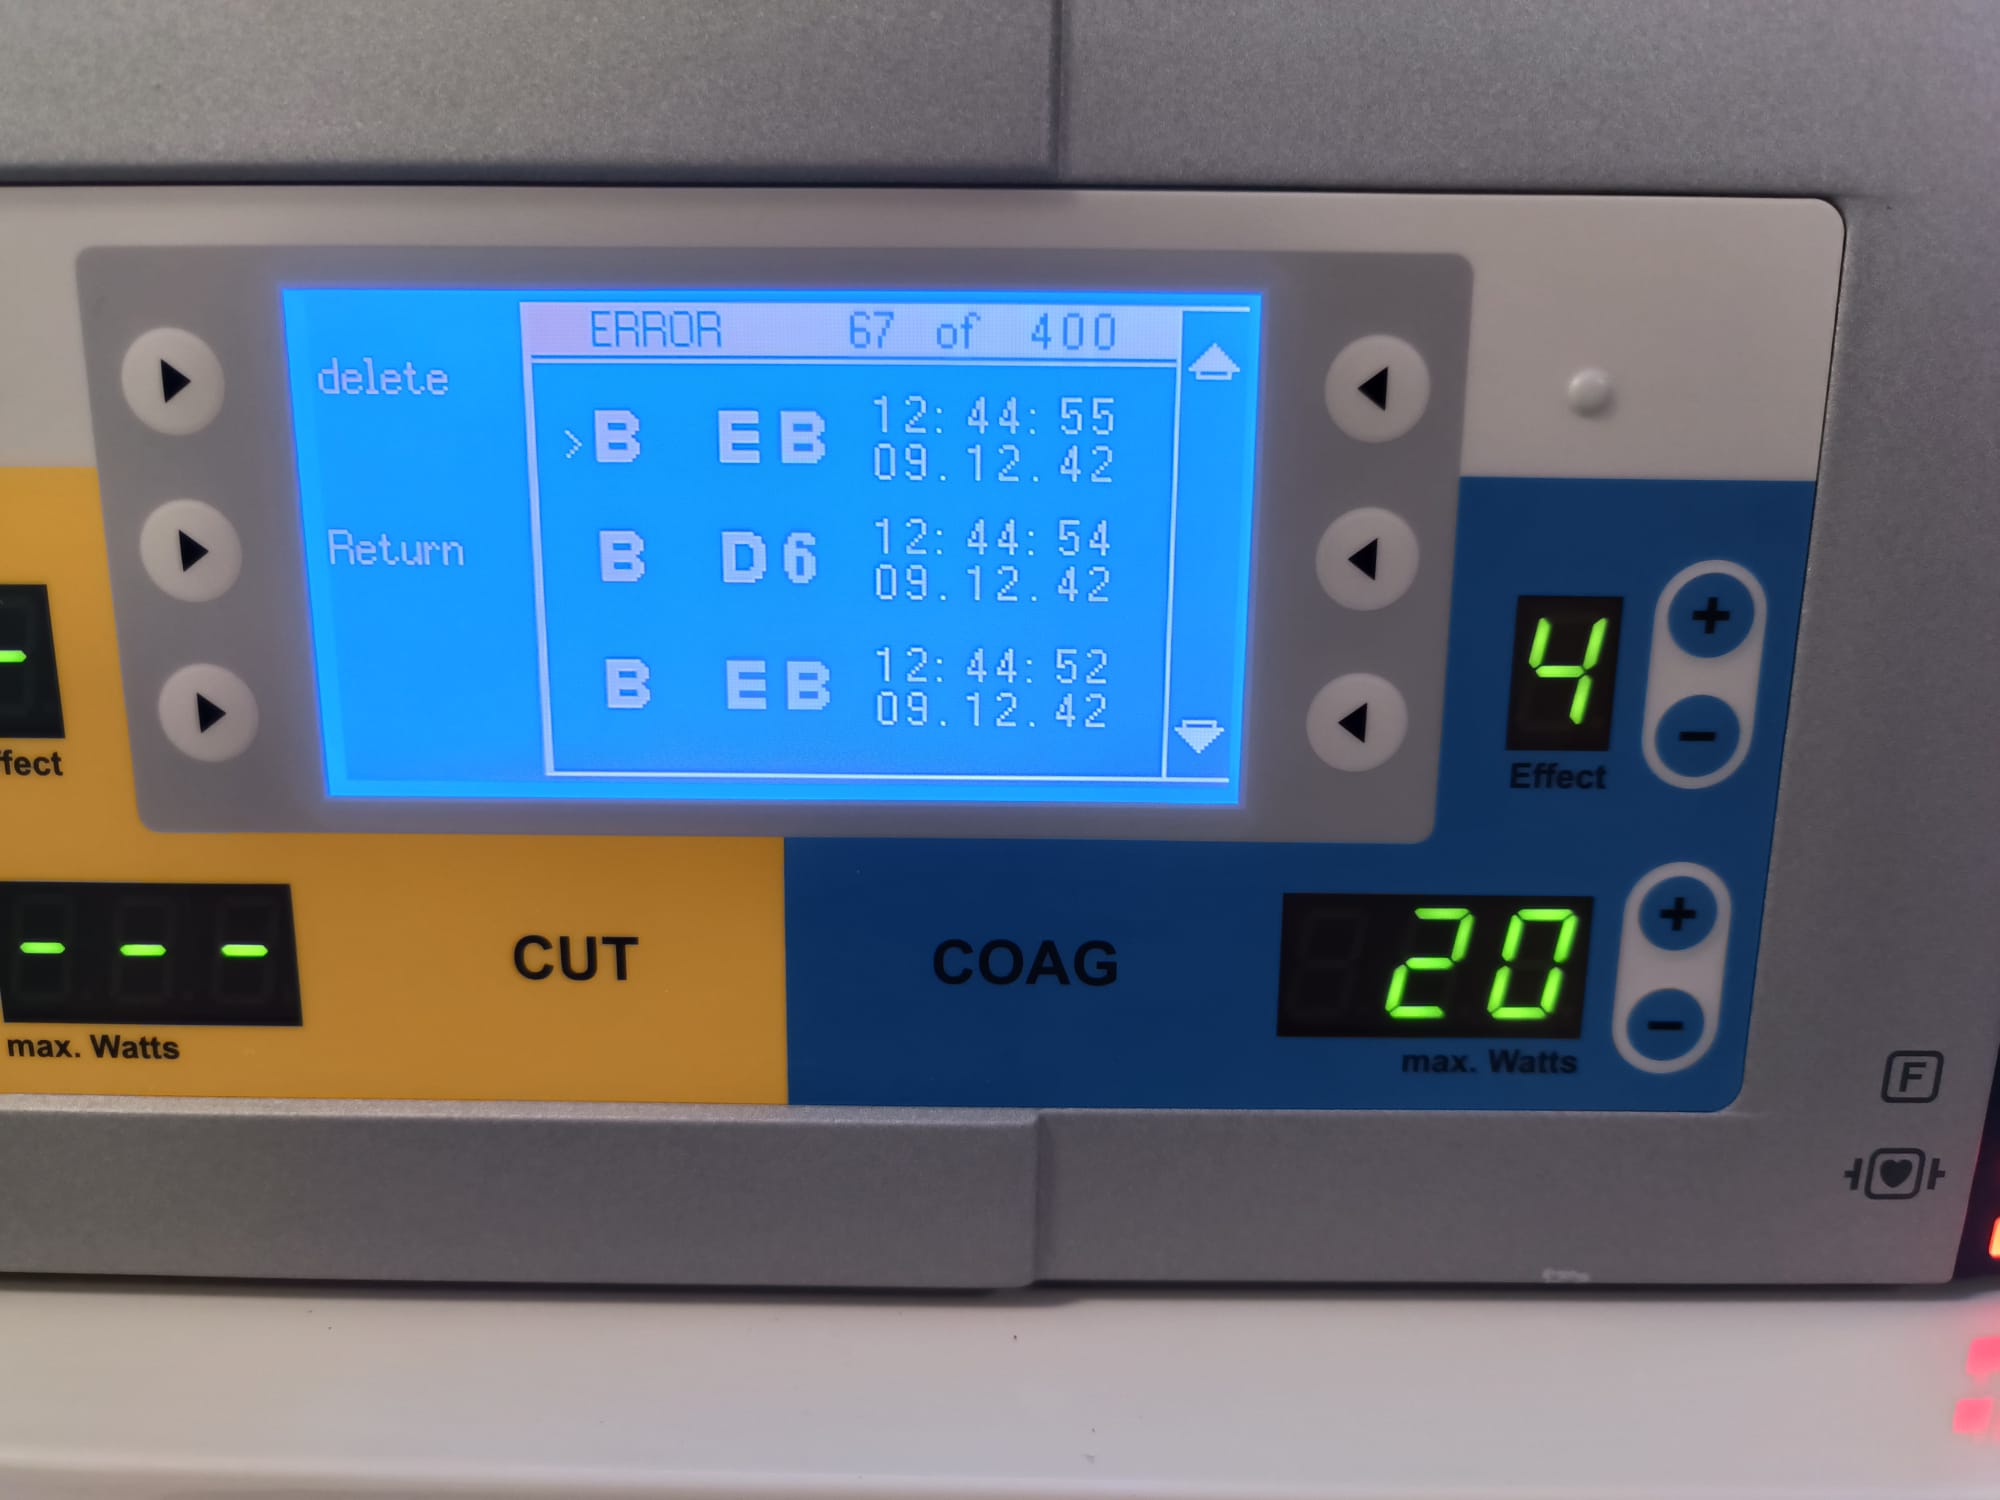 ERROR 67 of 400
delete
>B EB 12:44:55
09.12.42
Return
B D6 12:44:54
09.12.42
B EB 12:44:52
09.12.42
4
ffect
Effect
- - -
CUT
COAG
20
max. Watts
max. Watts
F